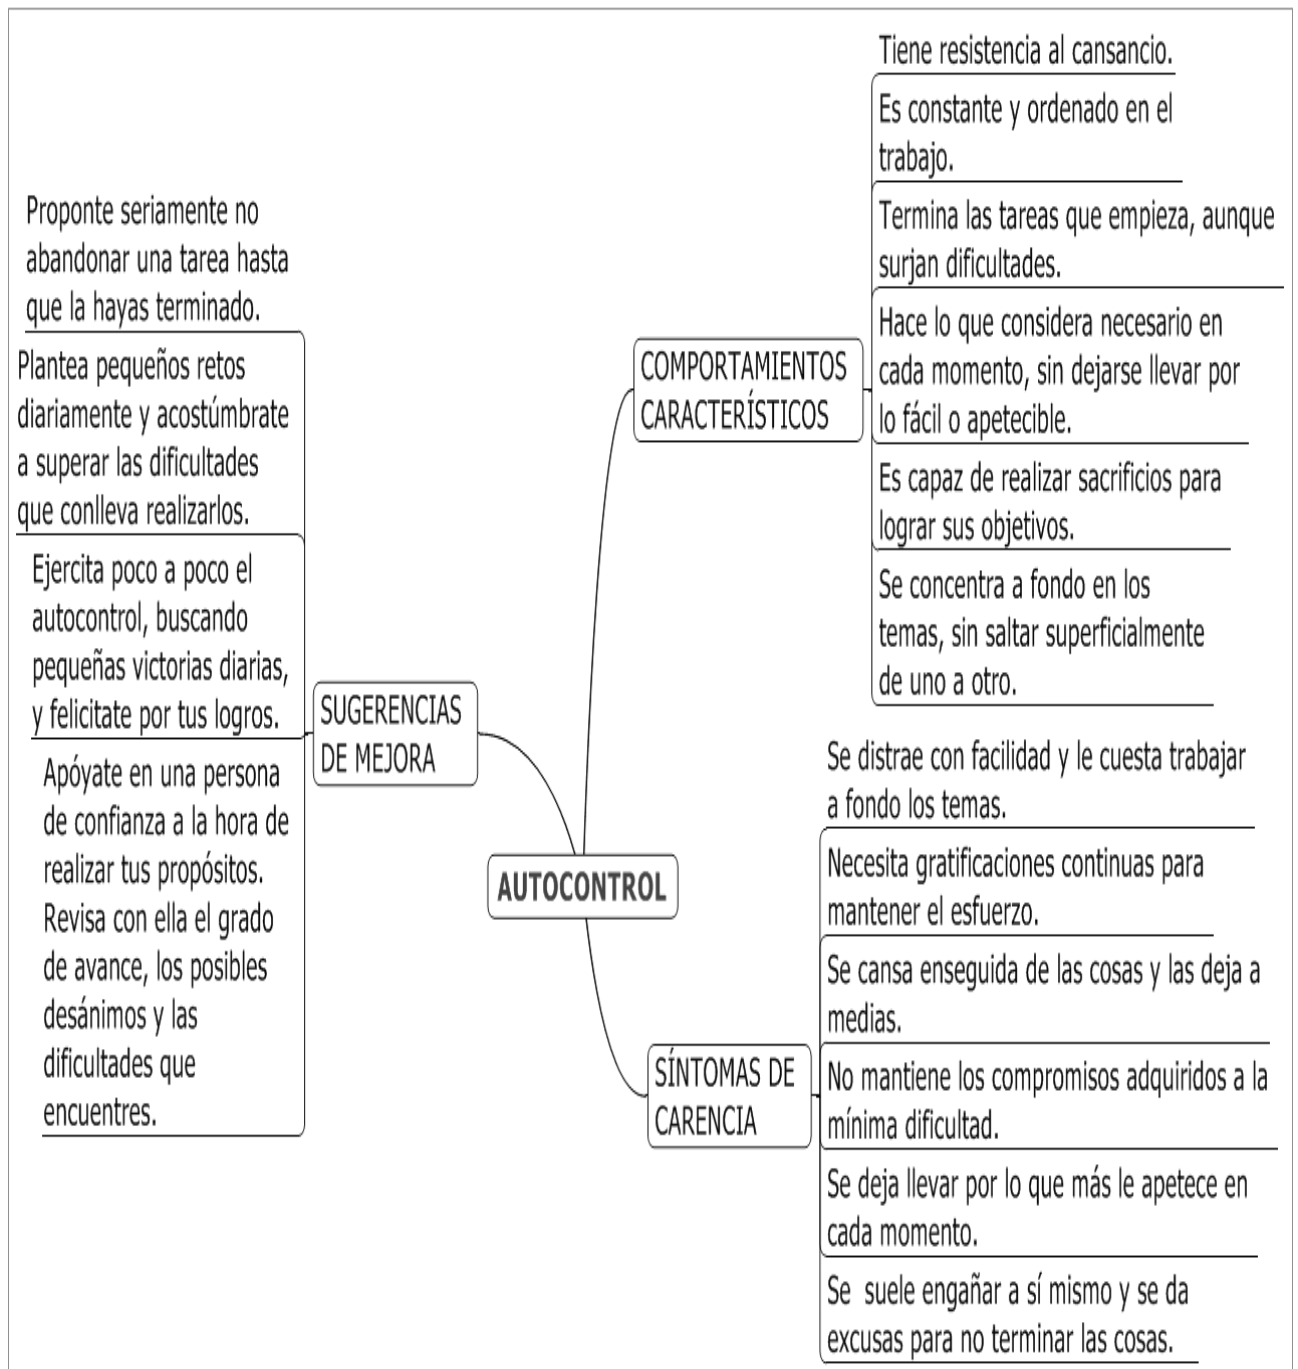 Proponte seriamente no
abandonar una tarea hasta
que la hayas terminado.
Plantea pequeños retos
diariamente y acostúmbrate
a superar las dificultades
que conlleva realizarlos.
Ejercita poco a poco el
autocontrol, buscando
pequeñas victorias diarias,
y felicitate por tus logros.
Apóyate en una persona
de confianza a la hora de
realizar tus propósitos.
Revisa con ella el grado
de avance, los posibles
desánimos y las
dificultades que
encuentres.
SUGERENCIAS
DE MEJORA
AUTOCONTROL
COMPORTAMIENTOS
CARACTERÍSTICOS
Tiene resistencia al cansancio.
Es constante y ordenado en el
trabajo.
Termina las tareas que empieza, aunque
surjan dificultades.
Hace lo que considera necesario en
cada momento, sin dejarse llevar por
lo fácil o apetecible.
Es capaz de realizar sacrificios para
lograr sus objetivos.
Se concentra a fondo en los
temas, sin saltar superficialmente
de uno a otro.
SÍNTOMAS DE
CARENCIA
Se distrae con facilidad y le cuesta trabajar
a fondo los temas.
Necesita gratificaciones continuas para
mantener el esfuerzo.
Se cansa enseguida de las cosas y las deja a
medias.
No mantiene los compromisos adquiridos a la
mínima dificultad.
Se deja llevar por lo que más le apetece en
cada momento.
Se  suele engañar a sí mismo y se da
excusas para no terminar las cosas.